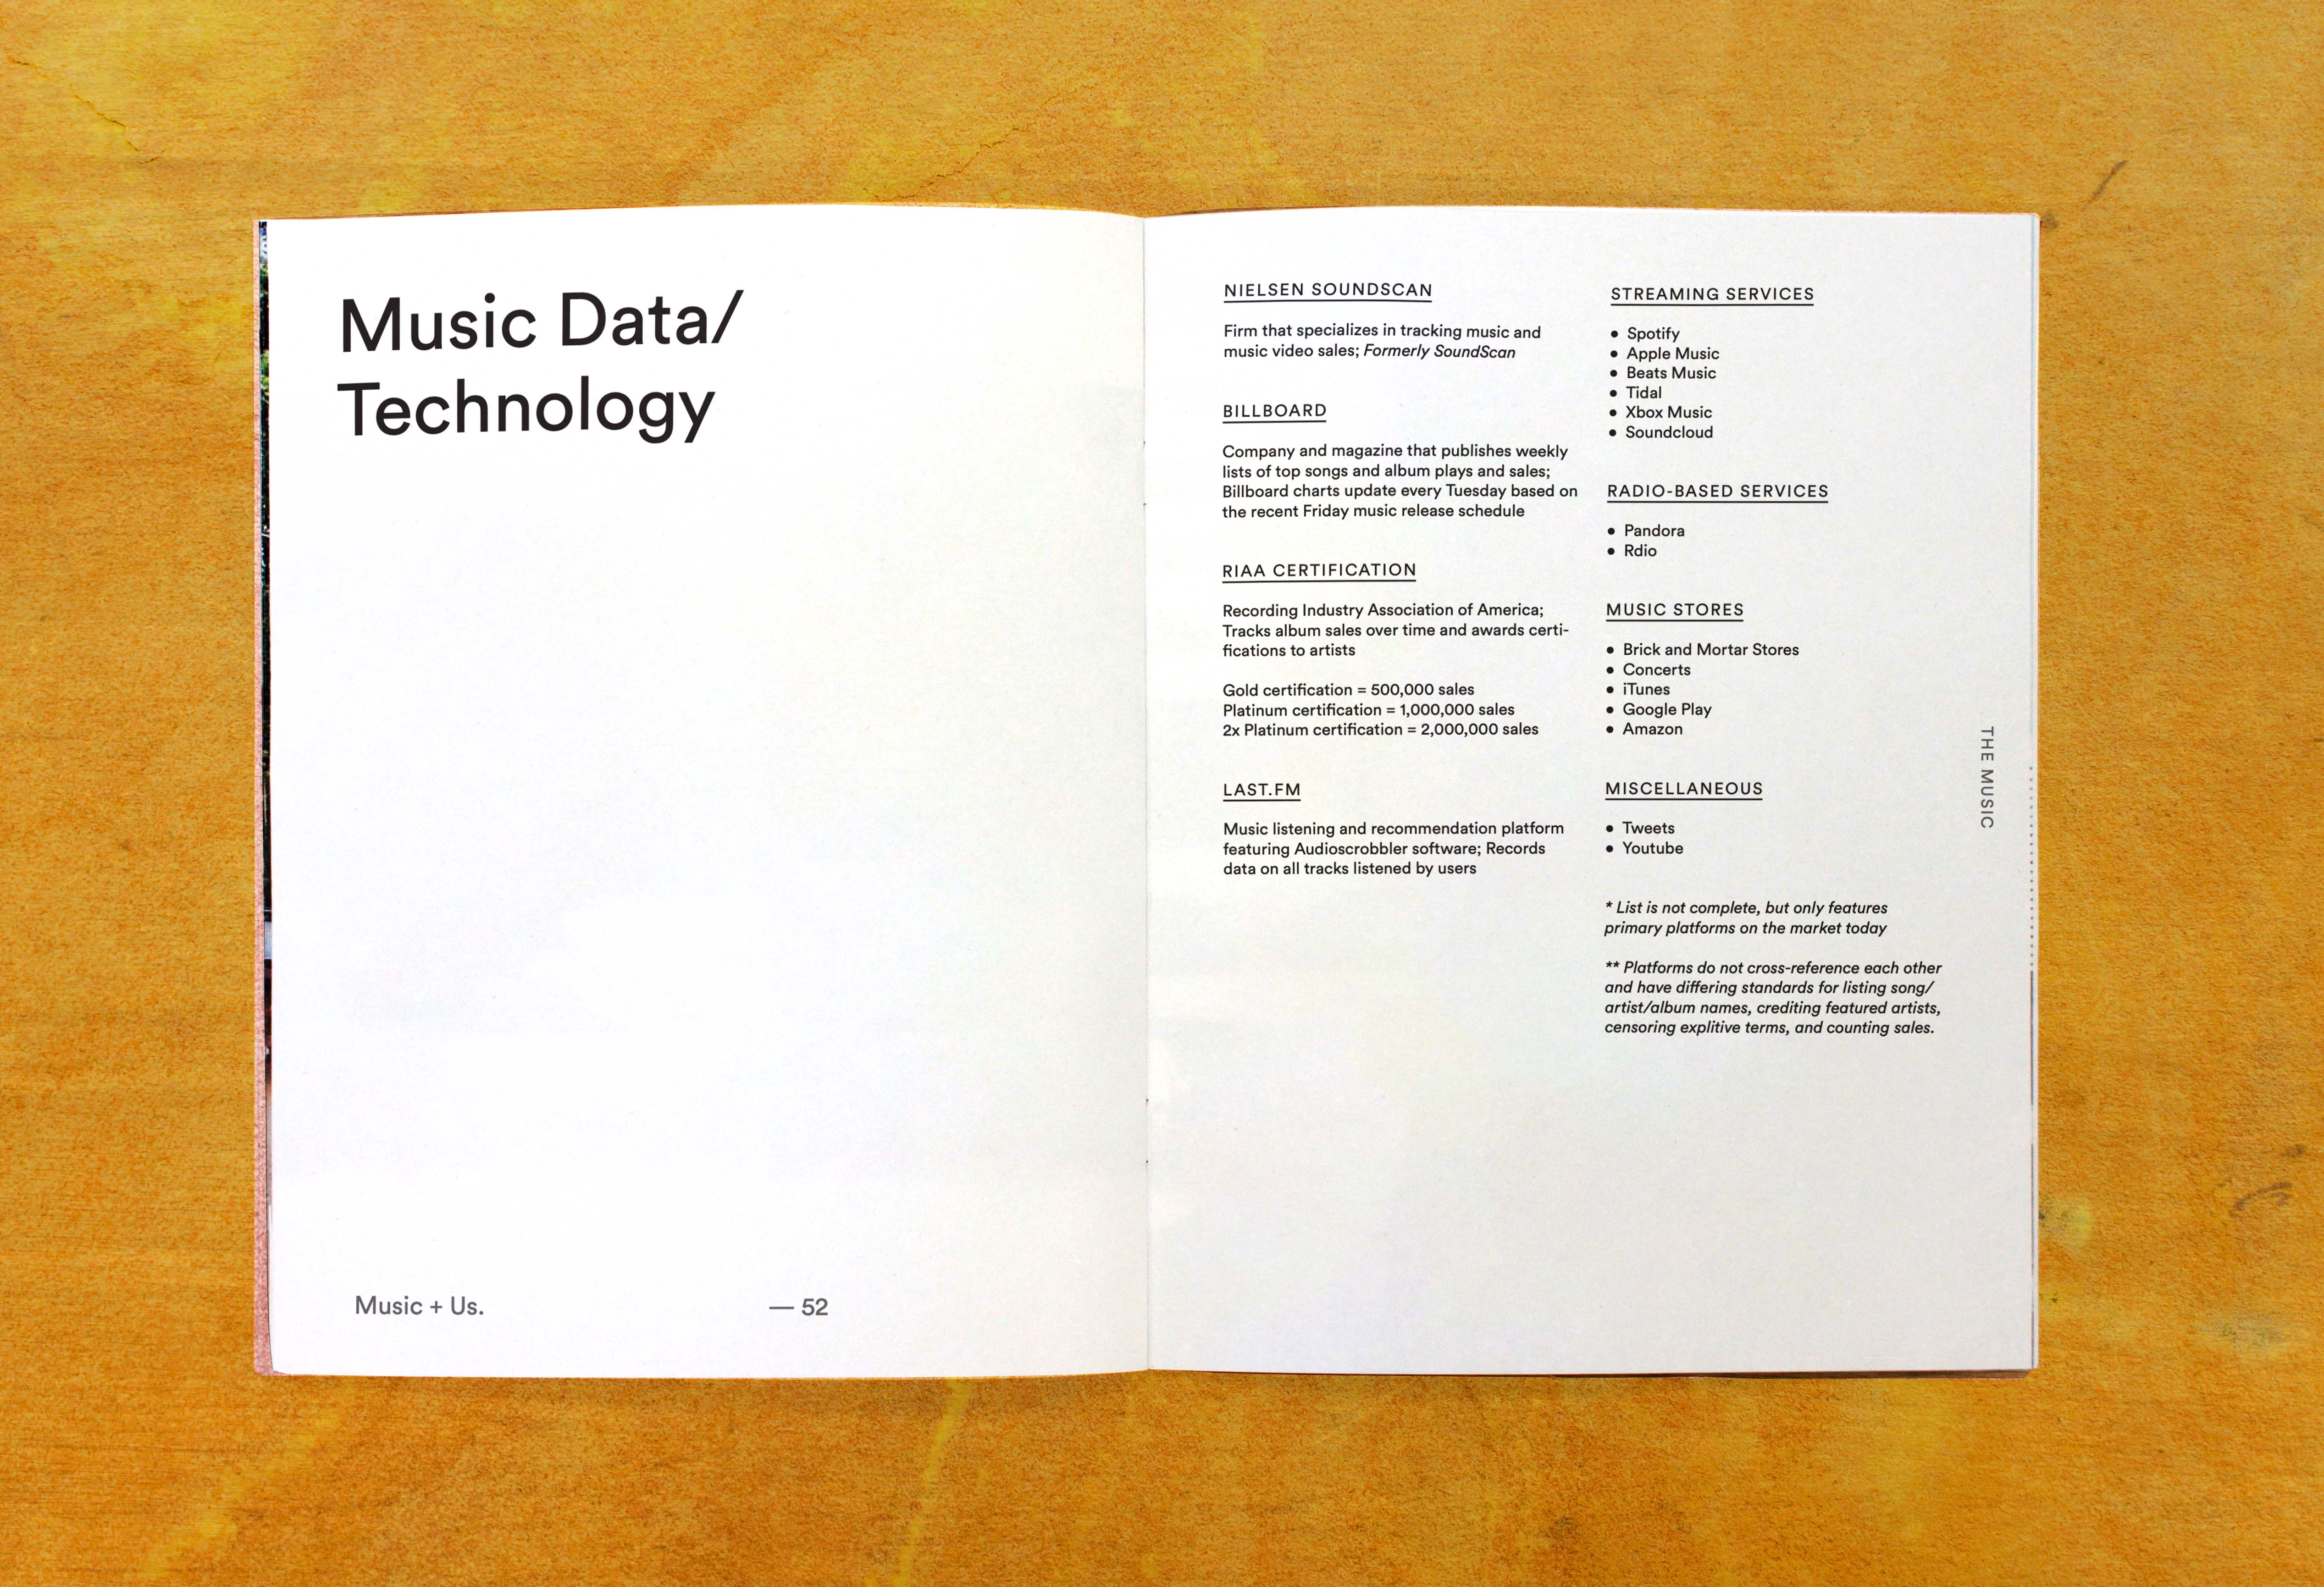 Music Data/
Technology
Music + Us.
— 52
NIELSEN SOUNDSCAN
Firm that specializes in tracking music and
music video sales; Formerly SoundScan
BILLBOARD
Company and magazine that publishes weekly
lists of top songs and album plays and sales;
Billboard charts update every Tuesday based on
the recent Friday music release schedule
RIAA CERTIFICATION
Recording Industry Association of America;
Tracks album sales over time and awards certi-
fications to artists
Gold certification = 500,000 sales
Platinum certification = 1,000,000 sales
2x Platinum certification = 2,000,000 sales
LAST.FM
Music listening and recommendation platform
featuring Audioscrobbler software; Records
data on all tracks listened by users
STREAMING SERVICES
• Spotify
• Apple Music
• Beats Music
• Tidal
• Xbox Music
• Soundcloud
RADIO-BASED SERVICES
• Pandora
• Rdio
MUSIC STORES
• Brick and Mortar Stores
• Concerts
• iTunes
• Google Play
• Amazon
MISCELLANEOUS
• Tweets
• Youtube
* List is not complete, but only features
primary platforms on the market today
** Platforms do not cross-reference each other
and have differing standards for listing song/
artist/album names, crediting featured artists,
censoring explitive terms, and counting sales.
THE MUSIC